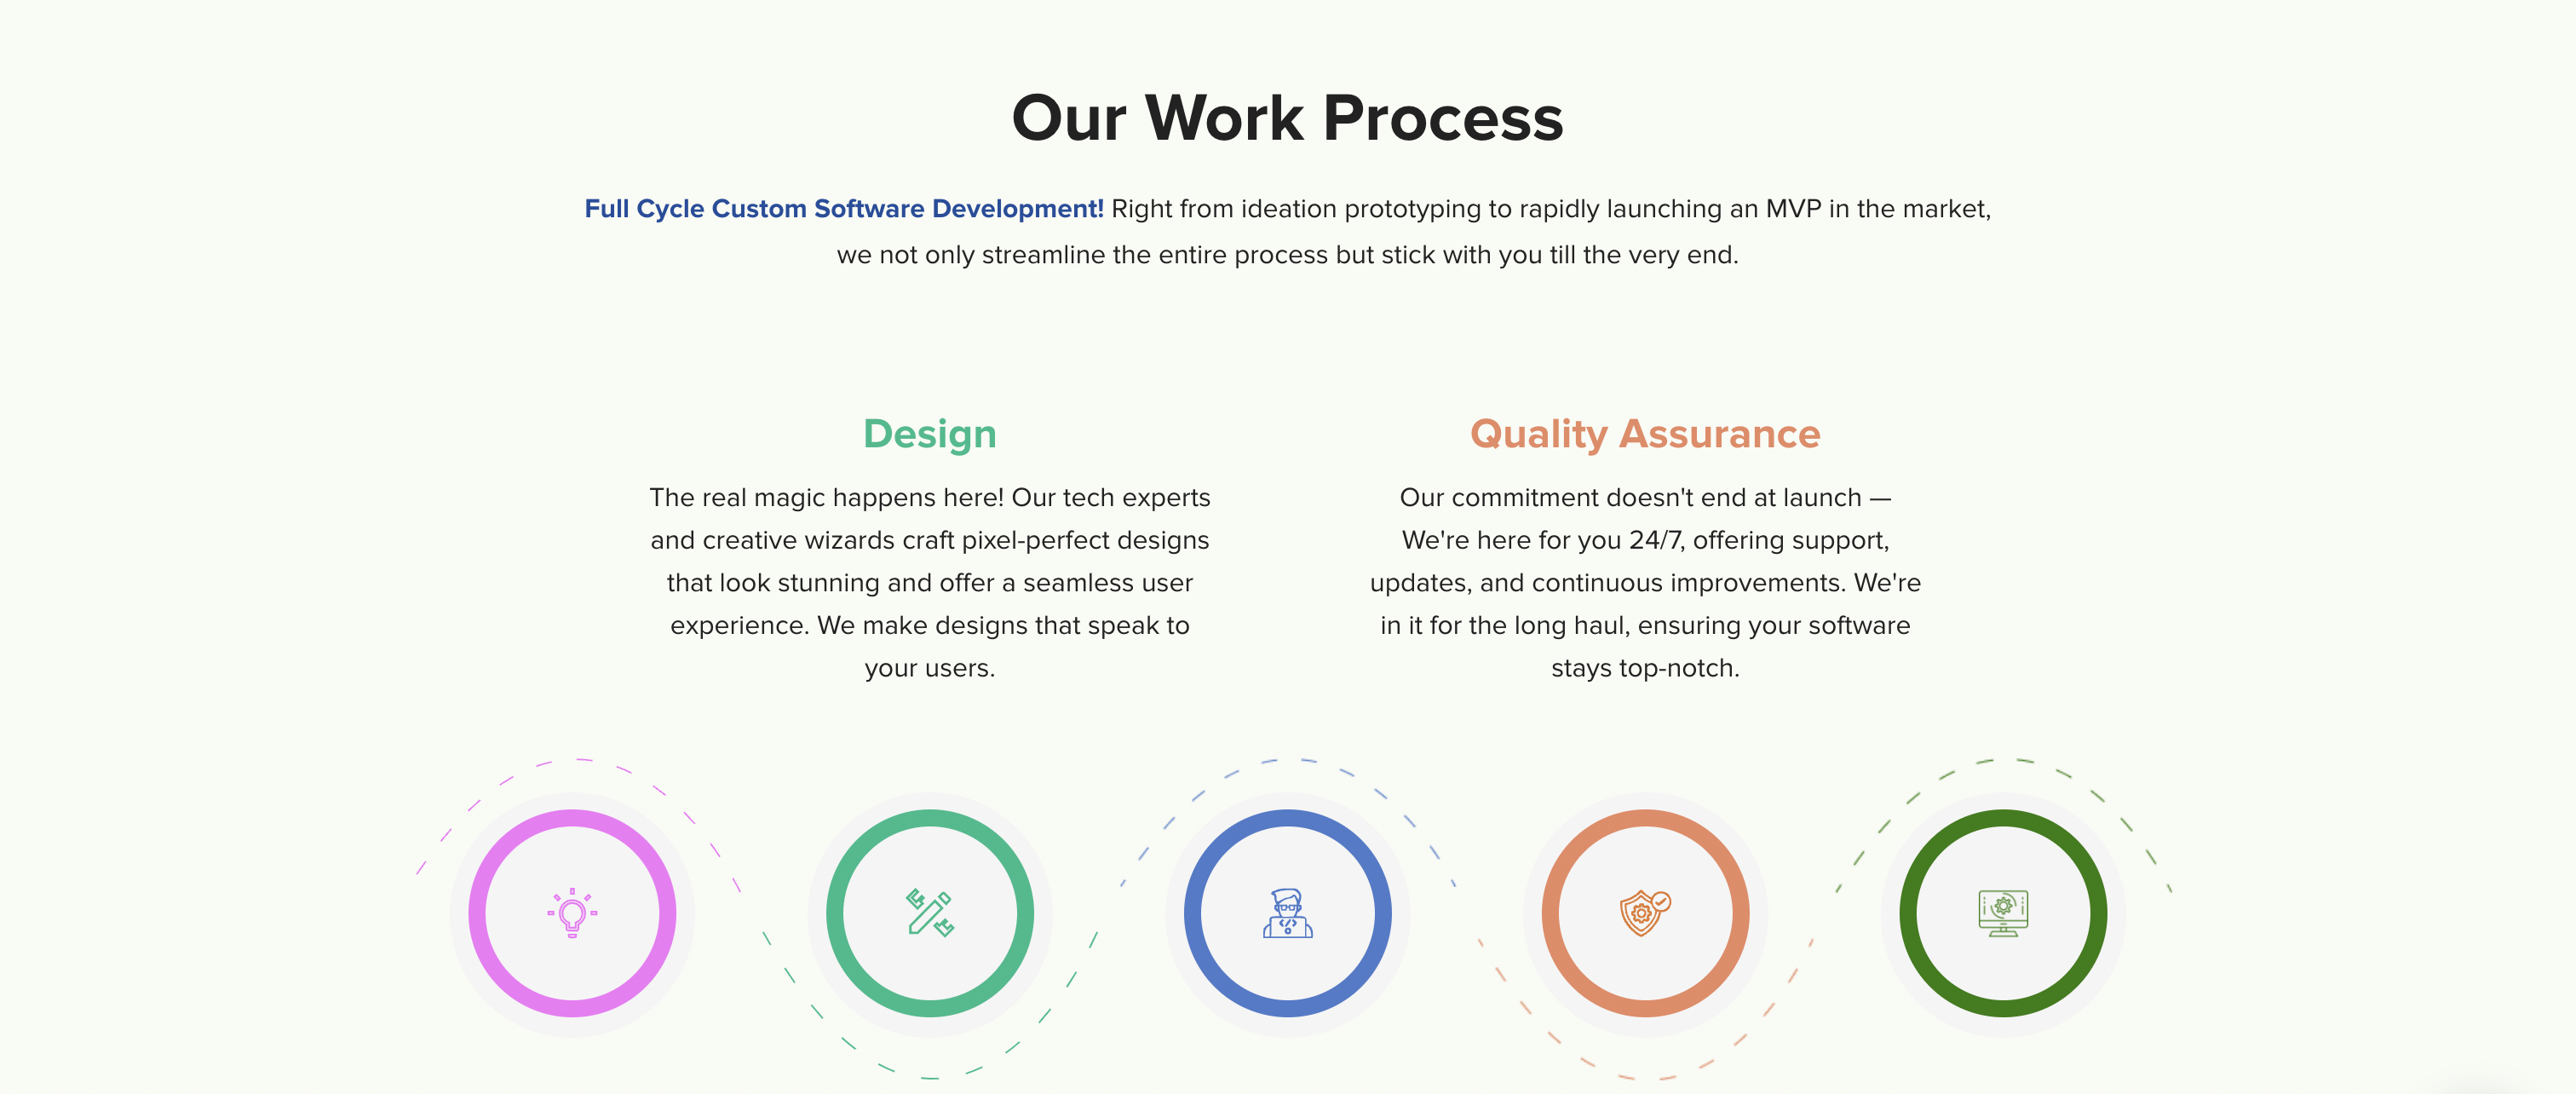 Our Work Process
Full Cycle Custom Software Development! Right from ideation prototyping to rapidly launching an MVP in the market,
we not only streamline the entire process but stick with you till the very end.
Design
The real magic happens here! Our tech experts
and creative wizards craft pixel-perfect designs
that look stunning and offer a seamless user
experience. We make designs that speak to
your users.
Quality Assurance
Our commitment doesn't end at launch —
We're here for you 24/7, offering support,
updates, and continuous improvements. We're
in it for the long haul, ensuring your software
stays top-notch.